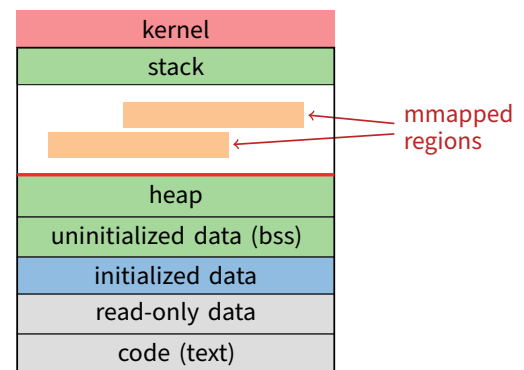 kernel
stack
mmapped
regions
heap
uninitialized data (bss)
initialized data
read-only data
code (text)